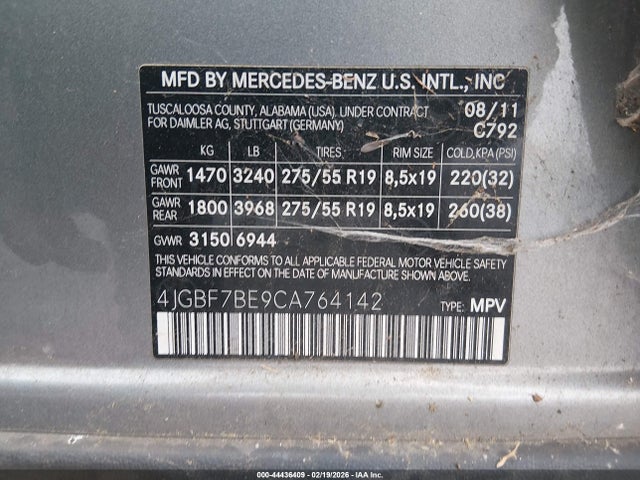 MFD BY MERCEDES-BENZ U.S. INTL., INC
TUSCALOOSA COUNTY, ALABAMA (USA). UNDER CONTRACT 08/11
FOR DAIMLER AG, STUTTGART (GERMANY) C792
KG LB TIRES RIM SIZE COLD,KPA (PSI)
GAWR FRONT 1470 3240 275/55 R19 8,5x19 220(32)
GAWR REAR 1800 3968 275/55 R19 8,5x19 260(38)
GVWR 3150 6944
THIS VEHICLE CONFORMS TO ALL APPLICABLE FEDERAL MOTOR VEHICLE SAFETY
STANDARDS IN EFFECT ON THE DATE OF MANUFACTURE SHOWN ABOVE.
4JGBF7BE9CA764142 TYPE: MPV
000-44436409 - 02/19/2026 - IAA Inc.